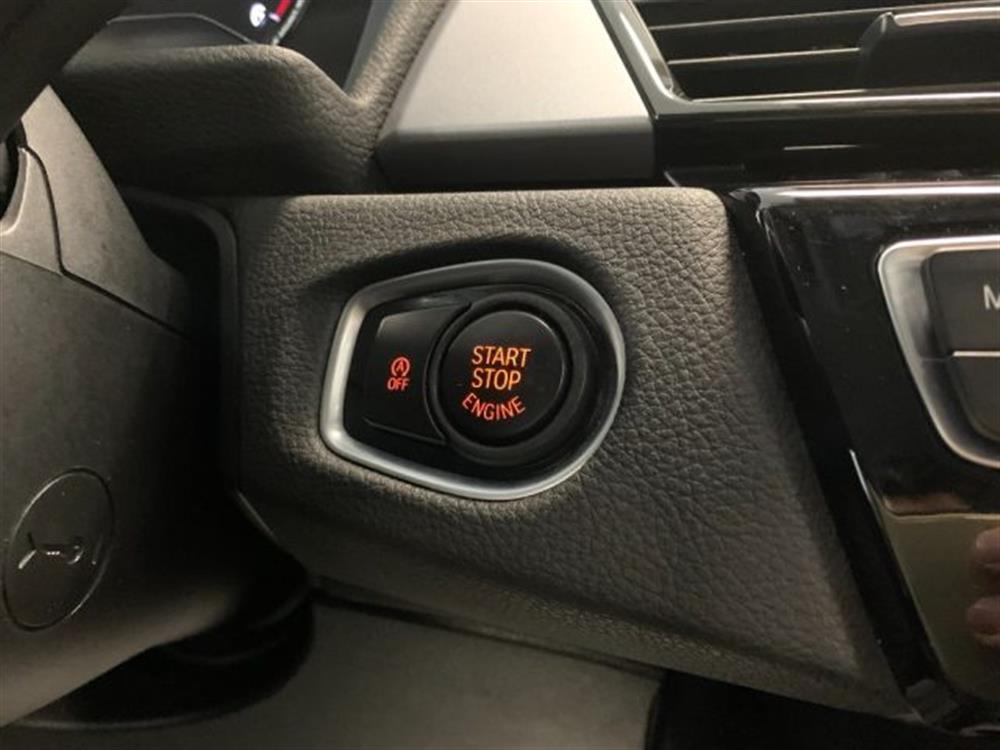 A
OFF
START
STOP
ENGINE
M